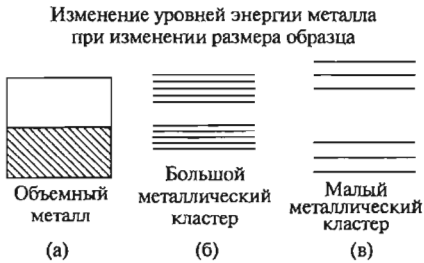 Изменение уровней энергии металла
при изменении размера образца
Объемный
металл
(а)
Большой
металлический
кластер
(б)
Малый
металлический
кластер
(в)